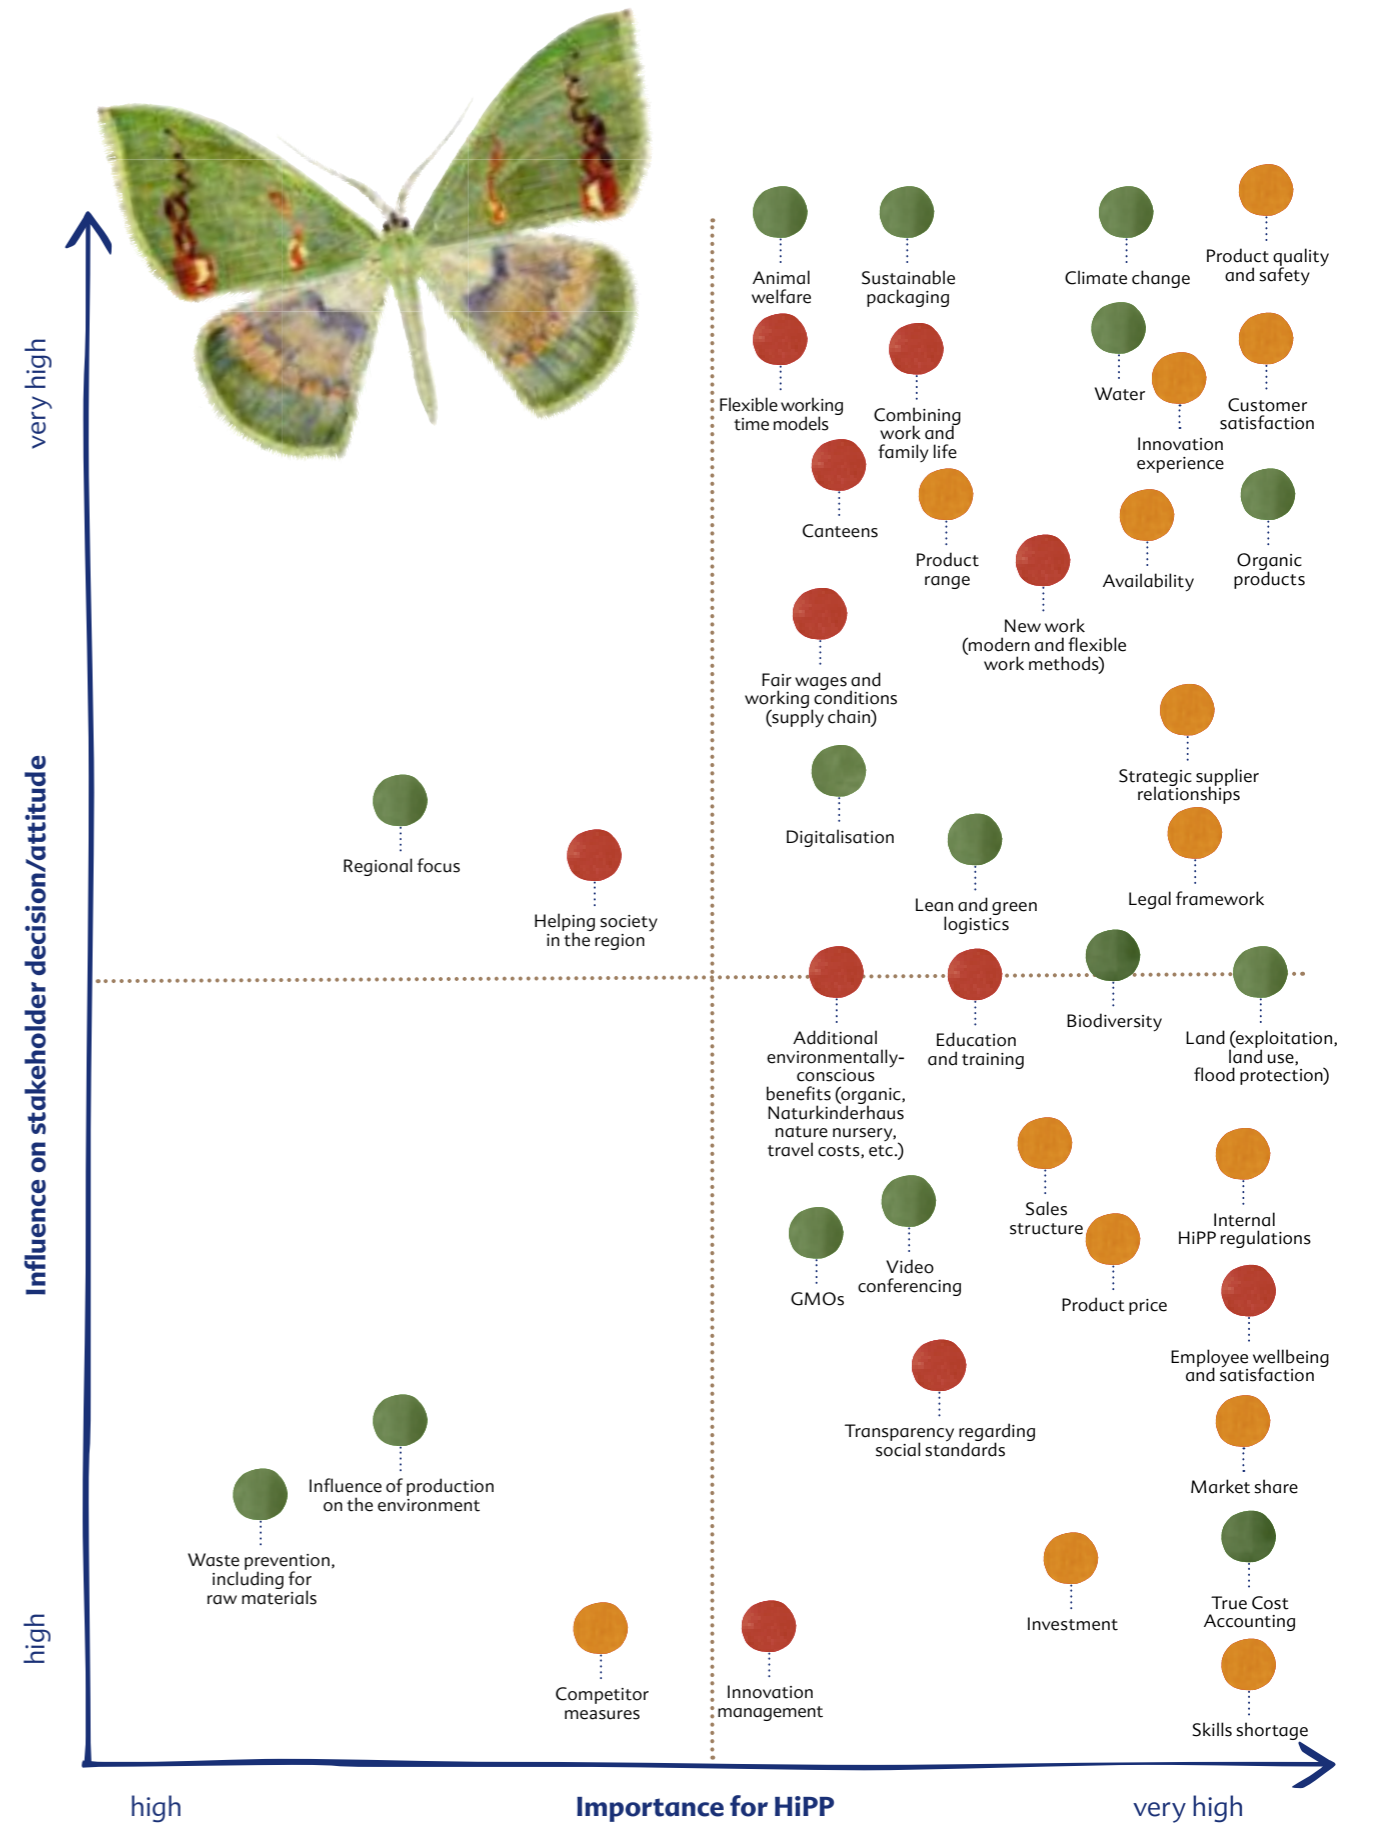 Animal
welfare
Sustainable
packaging
Climate change
Product quality
and safety
Flexible working
time models
Combining
work and
family life
Water
Innovation
experience
Customer
satisfaction
Canteens
Product
range
New work
(modern and flexible
work methods)
Availability
Organic
products
Fair wages and
working conditions
(supply chain)
Strategic supplier
relationships
Digitalisation
Lean and green
logistics
Legal framework
Regional focus
Helping society
in the region
Additional
environmentally-
conscious
benefits (organic,
Naturkinderhaus
nature nursery,
travel costs, etc.)
Education
and training
Biodiversity
Land (exploitation,
land use,
flood protection)
Sales
structure
Internal
HiPP regulations
GMOs
Video
conferencing
Product price
Employee wellbeing
and satisfaction
Transparency regarding
social standards
Market share
Influence of production
on the environment
Waste prevention,
including for
raw materials
Investment
True Cost
Accounting
Competitor
measures
Innovation
management
Skills shortage
very high
Influence on stakeholder decision/attitude
high
high
Importance for HiPP
very high